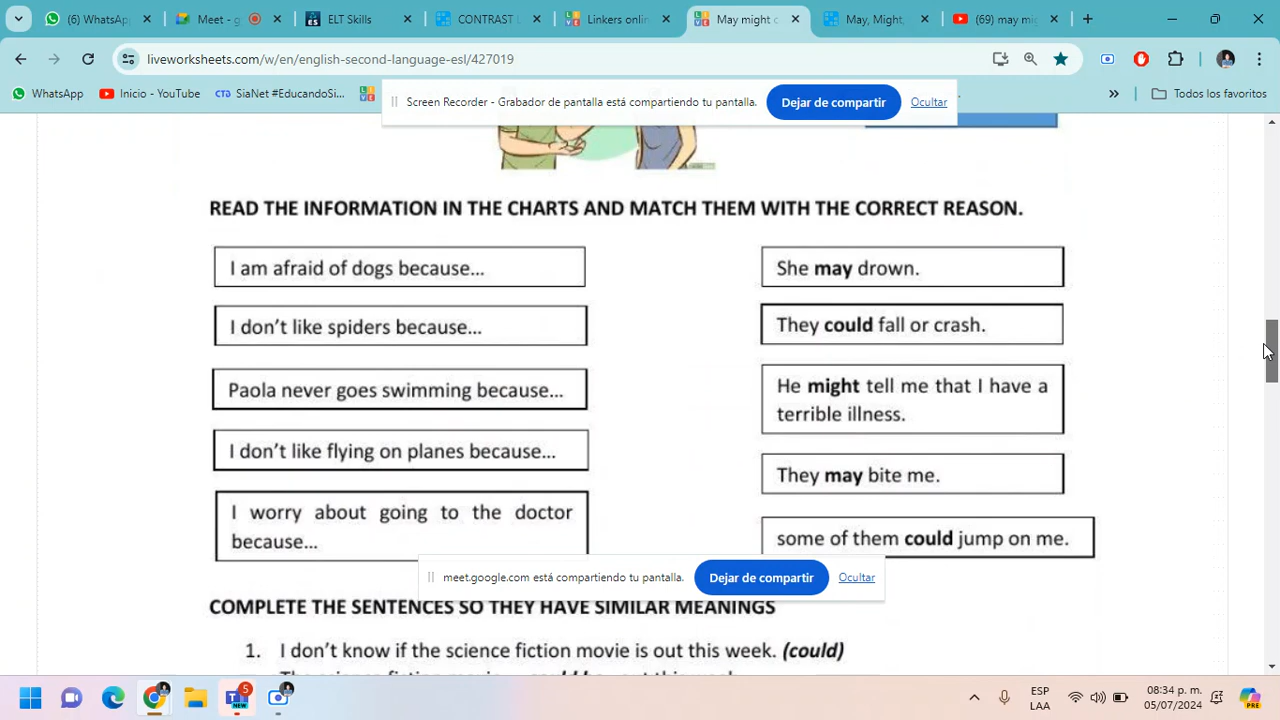 (6) WhatsAp
Meet - g
ELT Skills
CONTRAST L
Linkers onlin
May might c
May, Might,
(69) may mig
liveworksheets.com/w/en/english-second-language-esl/427019
WhatsApp
Inicio - YouTube
SiaNet #EducandoSi...
Todos los favoritos
Screen Recorder - Grabador de pantalla está compartiendo tu pantalla.
Dejar de compartir
Ocultar
READ THE INFORMATION IN THE CHARTS AND MATCH THEM WITH THE CORRECT REASON.
I am afraid of dogs because...
She may drown.
I don't like spiders because...
They could fall or crash.
Paola never goes swimming because...
He might tell me that I have a
terrible illness.
I don't like flying on planes because...
They may bite me.
I worry about going to the doctor
because...
some of them could jump on me.
meet.google.com está compartiendo tu pantalla.
Dejar de compartir
Ocultar
COMPLETE THE SENTENCES SO THEY HAVE SIMILAR MEANINGS
1. I don't know if the science fiction movie is out this week. (could)
ESP
LAA
08:34 p. m.
05/07/2024